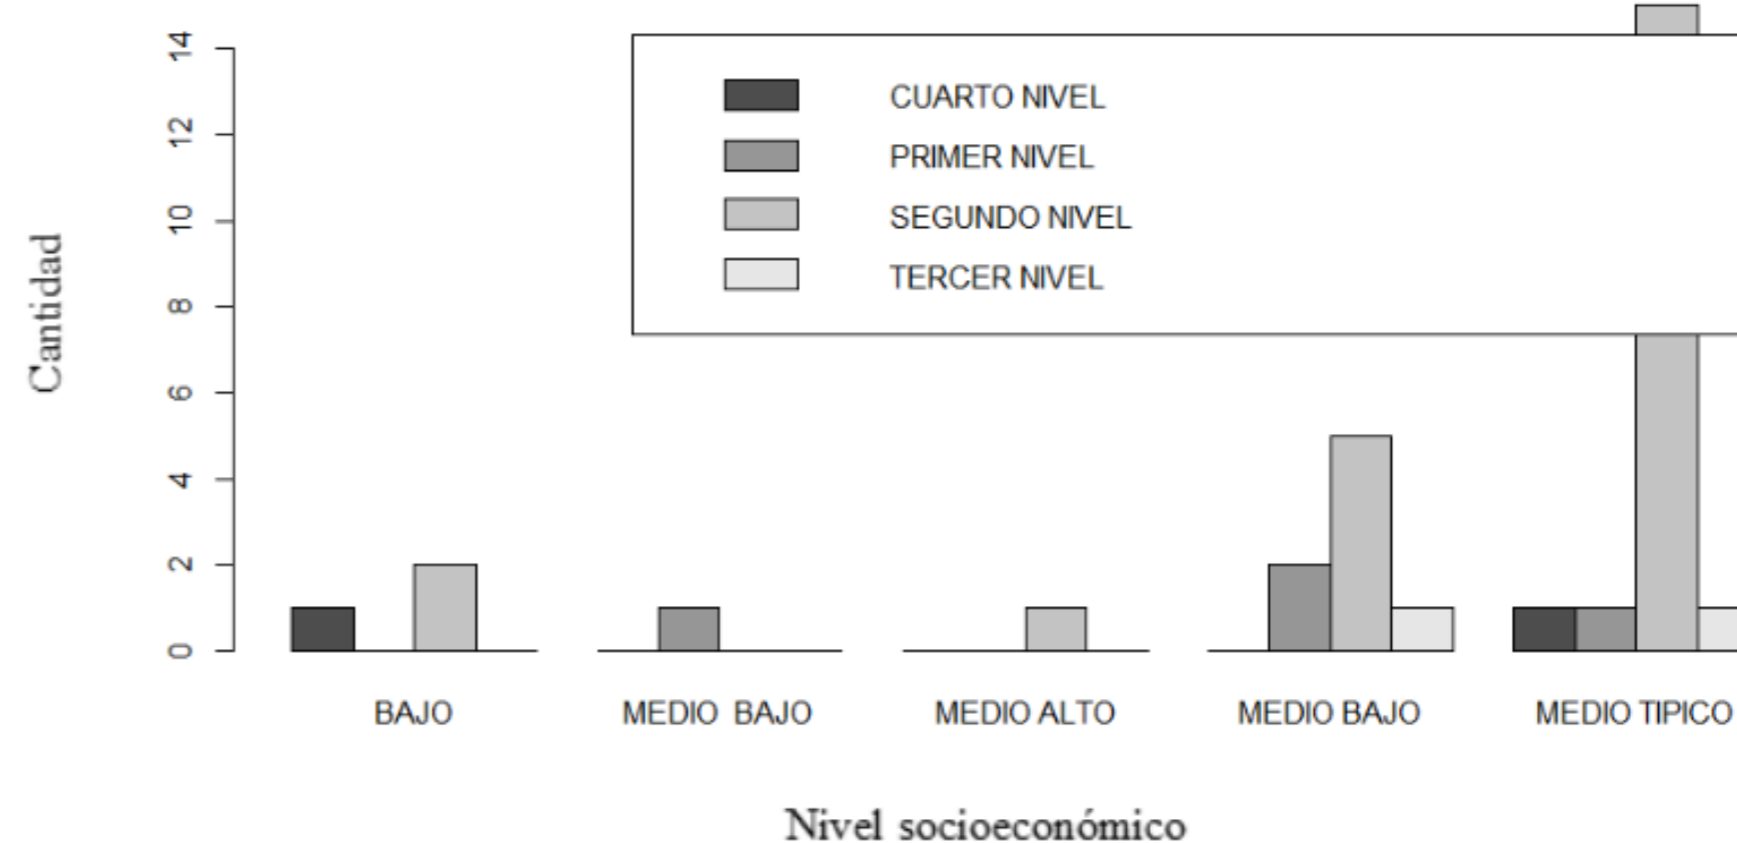 Cantidad
14
12
10
8
6
4
2
0
CUARTO NIVEL
PRIMER NIVEL
SEGUNDO NIVEL
TERCER NIVEL
BAJO
MEDIO  BAJO
MEDIO ALTO
MEDIO BAJO
MEDIO TIPICO
Nivel socioeconómico